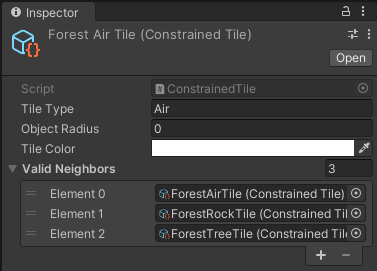 Inspector
Forest Air Tile (Constrained Tile)
Open
Script ConstrainedTile
Tile Type Air
Object Radius 0
Tile Color
Valid Neighbors 3
Element 0 ForestAirTile (Constrained Tile)
Element 1 ForestRockTile (Constrained Til
Element 2 ForestTreeTile (Constrained Tile
+ −